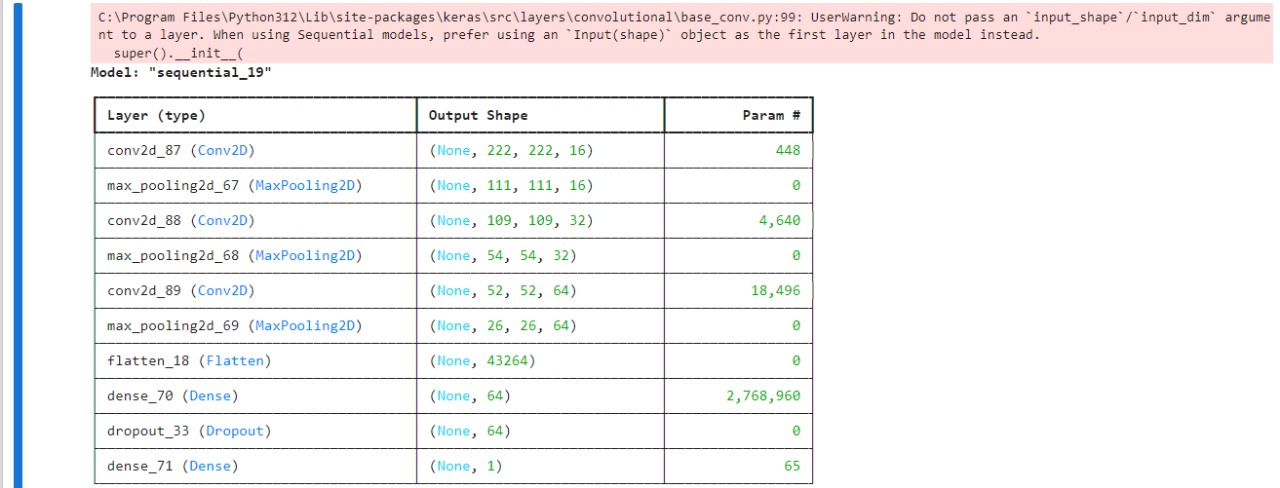 C:\Program Files\Python312\Lib\site-packages\keras\src\layers\convolutional\base_conv.py:99: UserWarning: Do not pass an `input_shape`/`input_dim` argume
nt to a layer. When using Sequential models, prefer using an `Input(shape)` object as the first layer in the model instead.
super().__init__(
Model: "sequential_19"
Layer (type) Output Shape Param #
conv2d_87 (Conv2D) (None, 222, 222, 16) 448
max_pooling2d_67 (MaxPooling2D) (None, 111, 111, 16) 0
conv2d_88 (Conv2D) (None, 109, 109, 32) 4,640
max_pooling2d_68 (MaxPooling2D) (None, 54, 54, 32) 0
conv2d_89 (Conv2D) (None, 52, 52, 64) 18,496
max_pooling2d_69 (MaxPooling2D) (None, 26, 26, 64) 0
flatten_18 (Flatten) (None, 43264) 0
dense_70 (Dense) (None, 64) 2,768,960
dropout_33 (Dropout) (None, 64) 0
dense_71 (Dense) (None, 1) 65